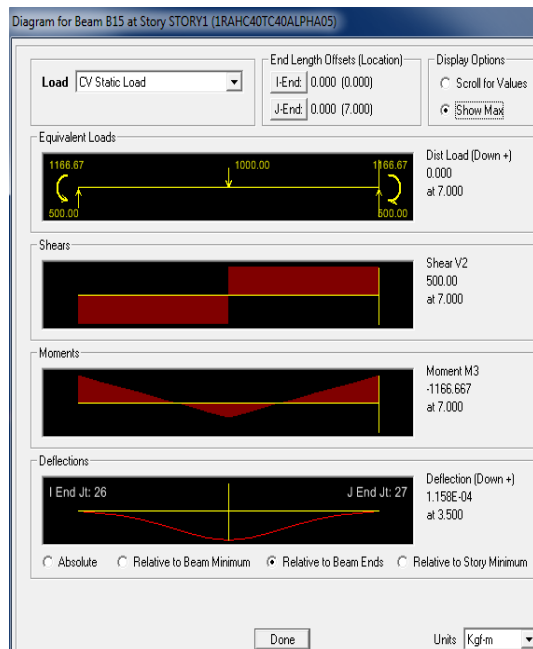 Diagram for Beam B15 at Story STORY1 (1RAHC40TC40ALPHA05)
Load CV Static Load
End Length Offsets (Location)
I-End: 0.000 (0.000)
J-End: 0.000 (7.000)
Display Options
Scroll for Values
Show Max
Equivalent Loads
1166.67 1000.00 1166.67
500.00 500.00
Dist Load (Down +)
0.000
at 7.000
Shears
Shear V2
500.00
at 7.000
Moments
Moment M3
-1166.667
at 7.000
Deflections
I End Jt: 26 J End Jt: 27
Deflection (Down +)
1.158E-04
at 3.500
Absolute Relative to Beam Minimum Relative to Beam Ends Relative to Story Minimum
Done Units Kgf-m